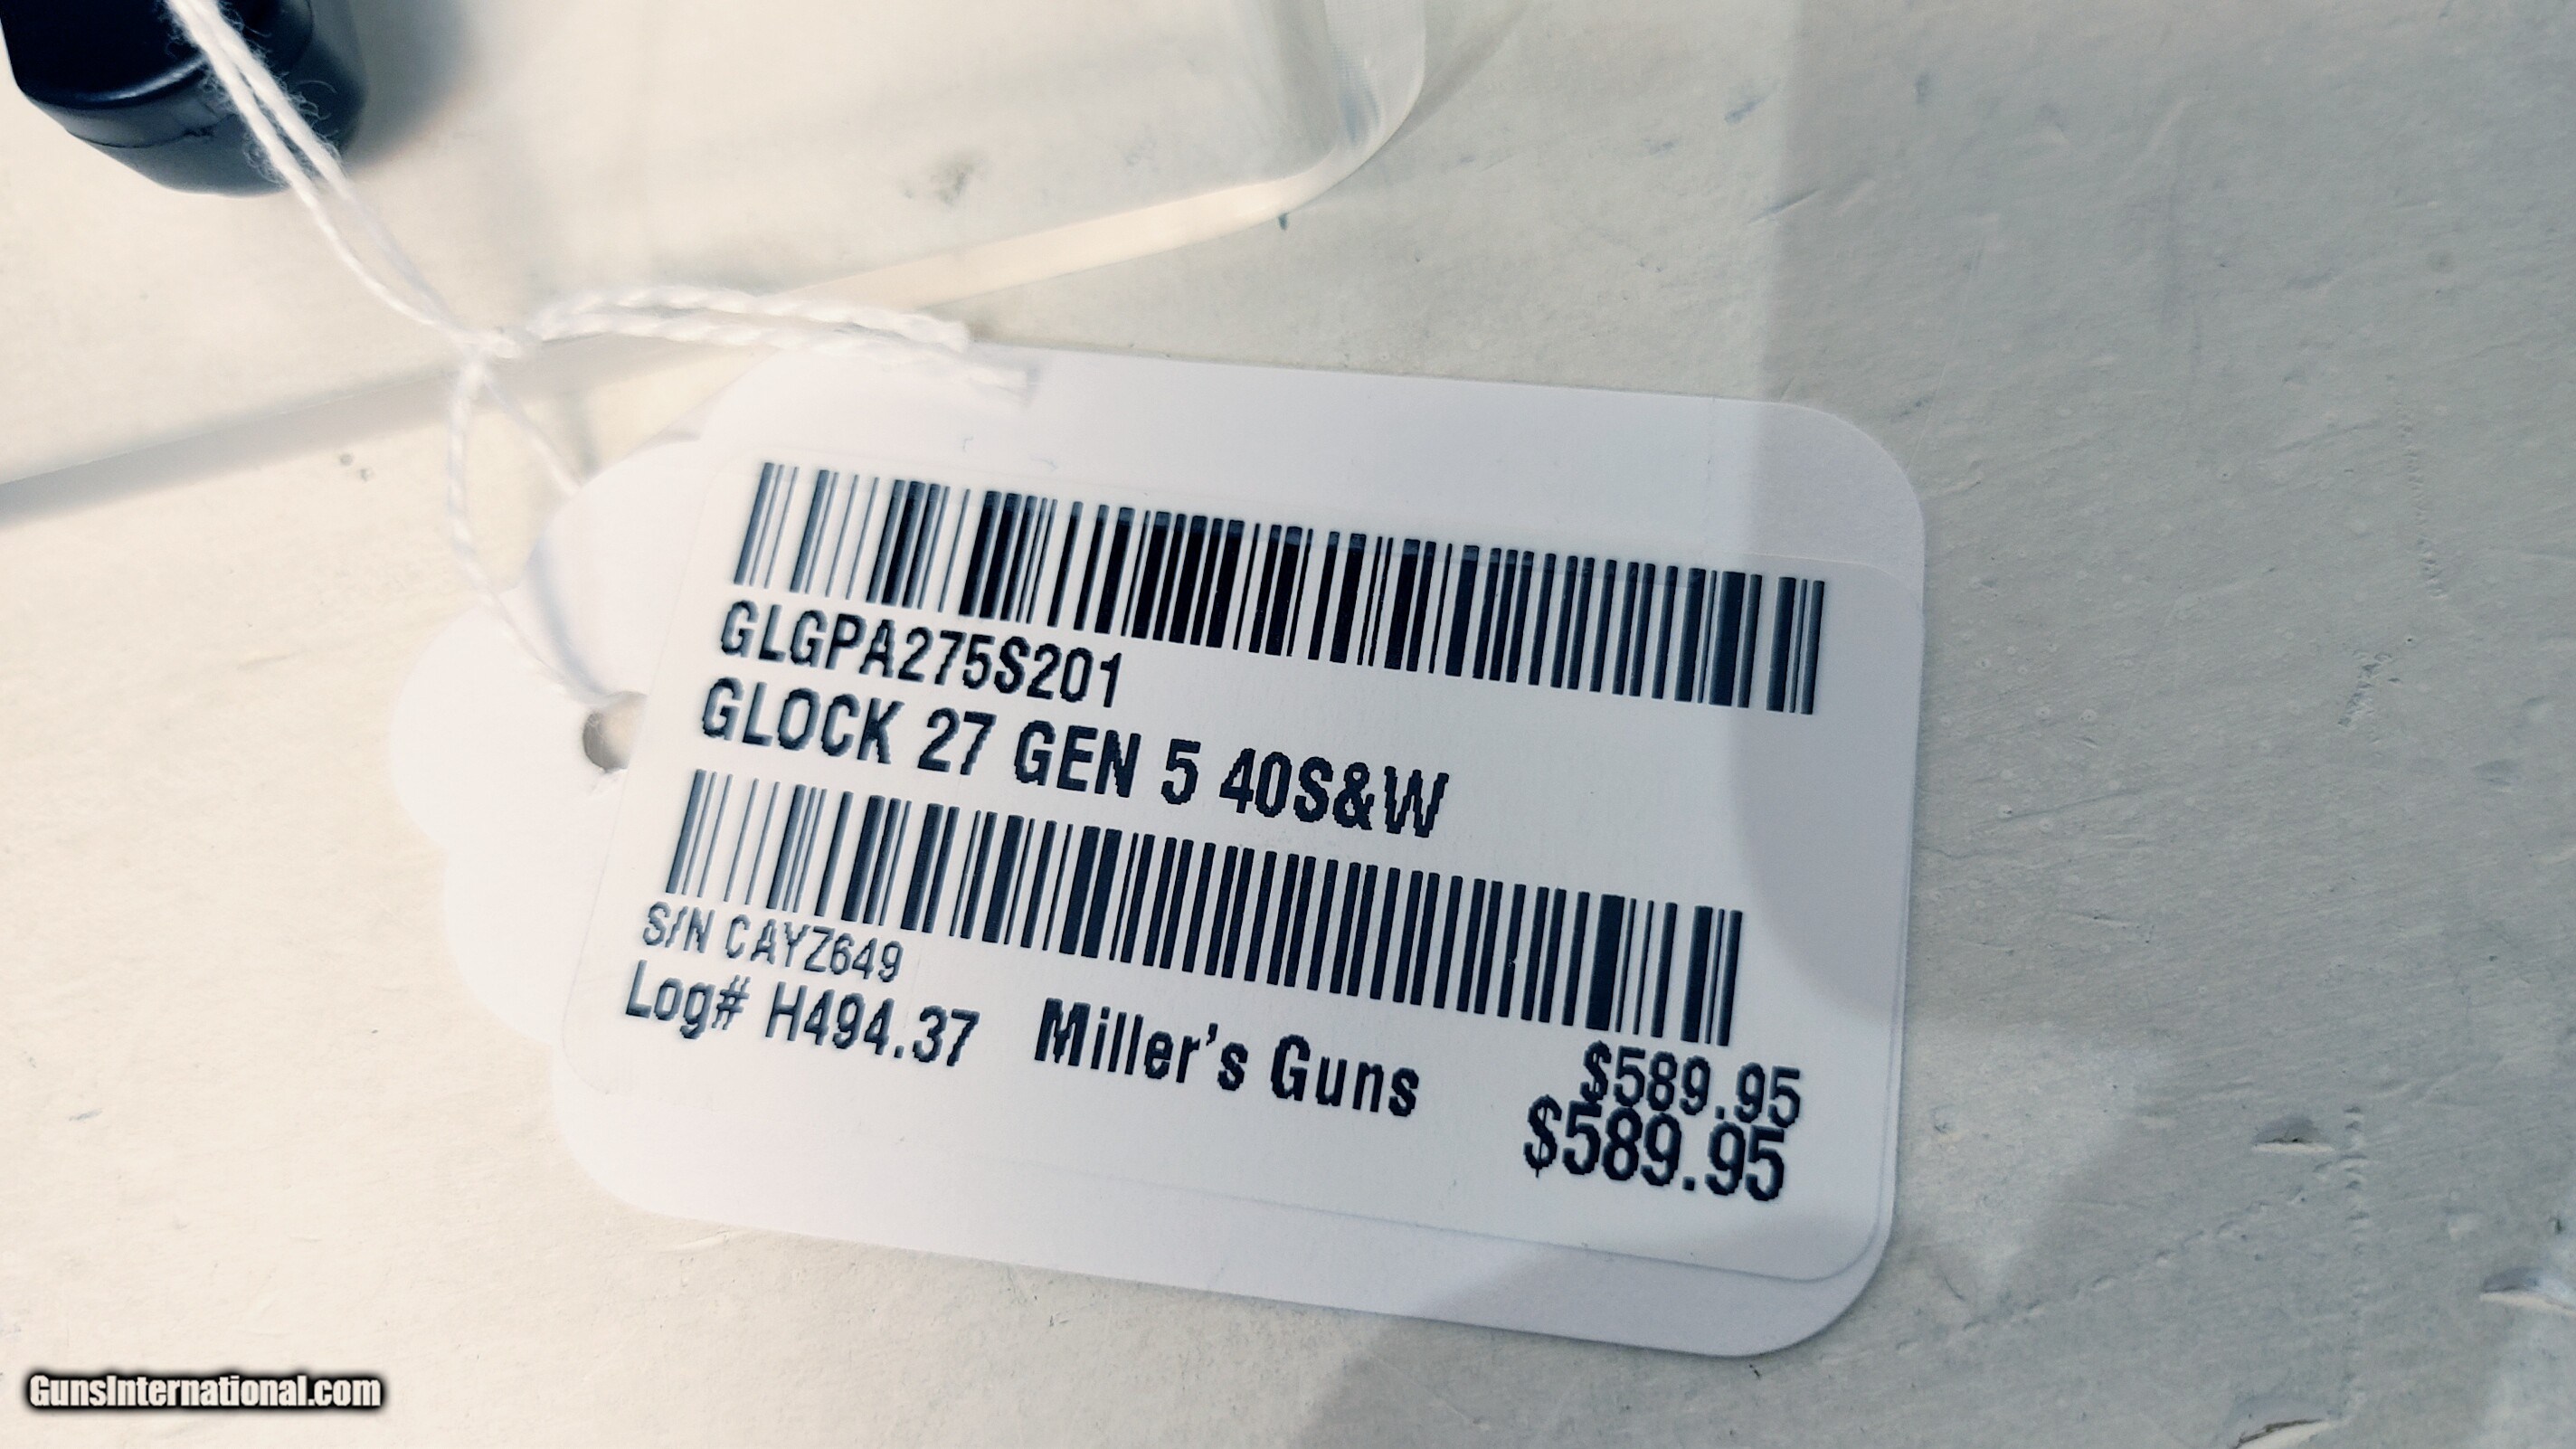 GLGPA275S201
GLOCK 27 GEN 5 40S&W
S/N CAYZ649
Log# H494.37
Miller's Guns
$589.95
$589.95
GunsInternational.com